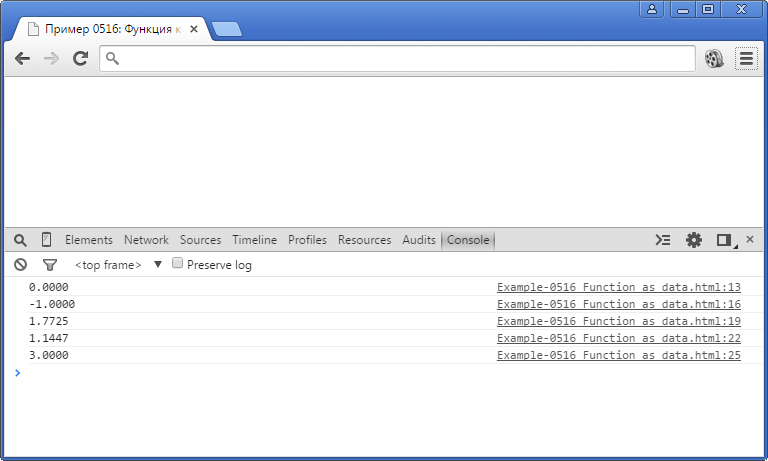 Пример 0516: Функция к
Elements Network Sources Timeline Profiles Resources Audits Console
<top frame> Preserve log
0.0000 Example-0516 Function as data.html:13
-1.0000 Example-0516 Function as data.html:16
1.7725 Example-0516 Function as data.html:19
1.1447 Example-0516 Function as data.html:22
3.0000 Example-0516 Function as data.html:25